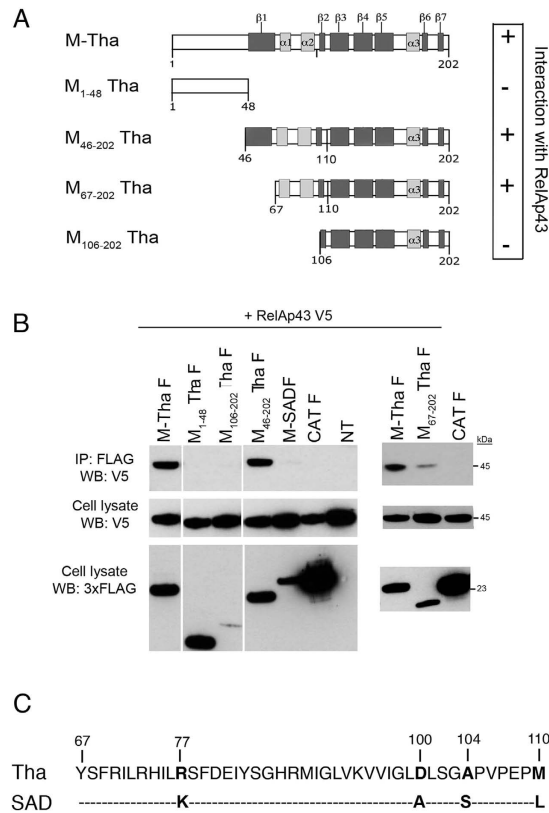 A
β1 β2 β3 β4 β5 β6 β7
M-Tha
α1 α2 α3
+
1 202
M1-48 Tha
-
1 48
M46-202 Tha
α3
+
46 110 202
M67-202 Tha
α3
+
67 110 202
M106-202 Tha
α3
-
106 202
Interaction with RelAp43
B
+ RelAp43 V5
M-Tha F
M1-48 Tha F
M106-202 Tha F
M46-202 Tha F
M-SAD F
CAT F
NT
M-Tha F
M67-202 Tha F
CAT F
kDa
IP: FLAG
WB: V5
45
Cell lysate
WB: V5
45
Cell lysate
WB: 3xFLAG
23
C
67 77 100 104 110
Tha YSFRILRHILRSFDEIYSGHRMIGLVKVVIGLDLSGAPVPEPM
SAD ----------K----------------------A---S-----L